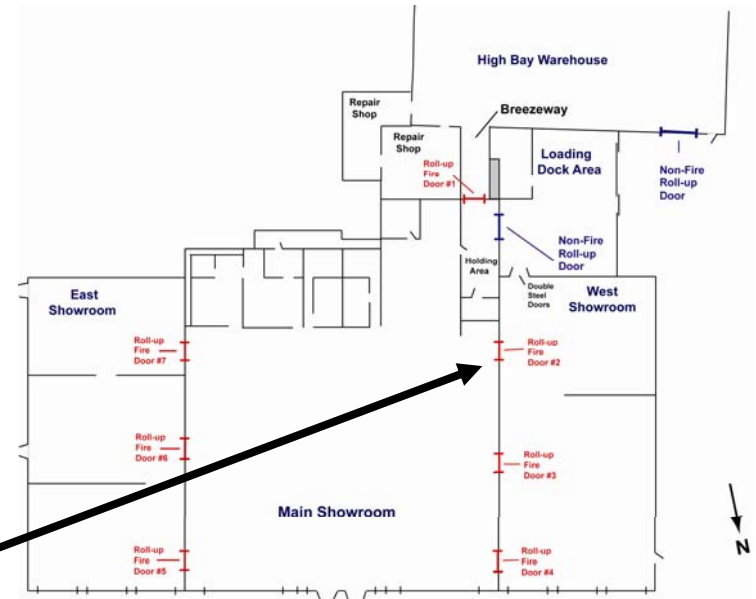 High Bay Warehouse
Breezeway
Repair
Shop
Repair
Shop
Roll-up
Fire
Door #1
Loading
Dock Area
Non-Fire
Roll-up
Door
Non-Fire
Roll-up
Door
Holding
Area
Double
Steel
Doors
West
Showroom
East
Showroom
Roll-up
Fire
Door #7
Roll-up
Fire
Door #2
Roll-up
Fire
Door #6
Roll-up
Fire
Door #3
Main Showroom
Roll-up
Fire
Door #5
Roll-up
Fire
Door #4
N